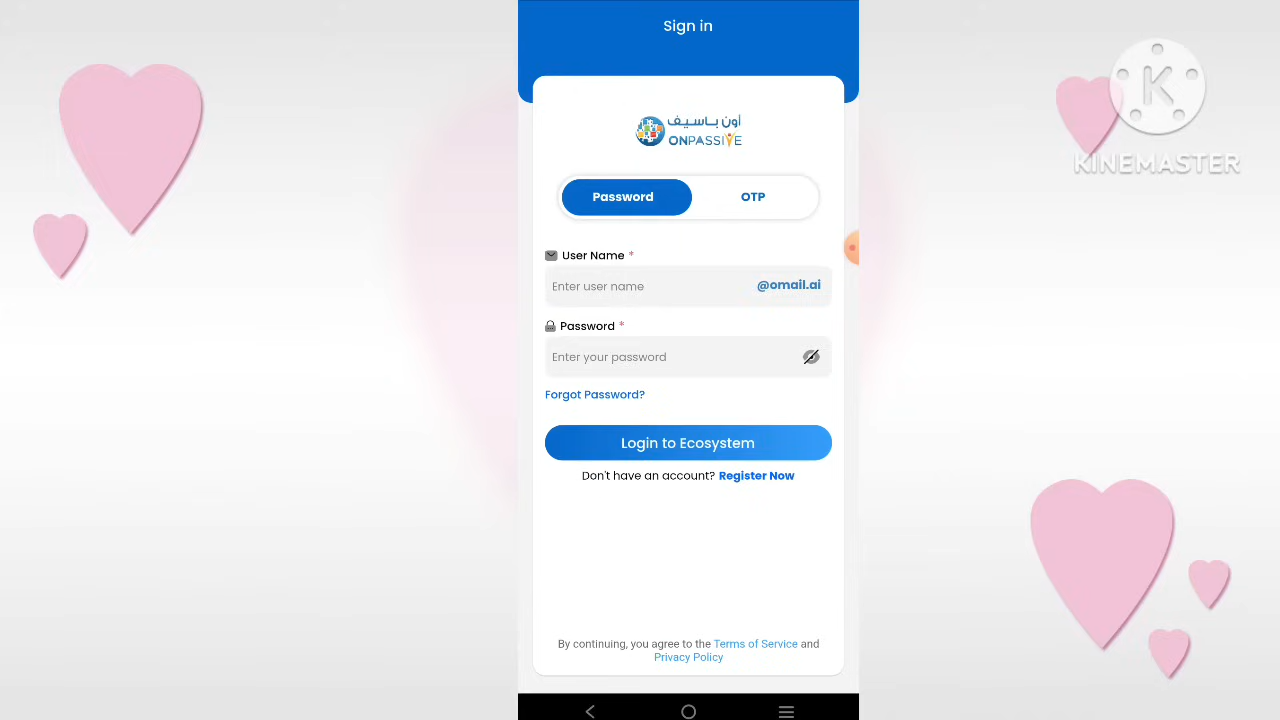 Sign in
أون باسيف
ONPASSIVE
Password
OTP
User Name *
Enter user name
@omail.ai
Password *
Enter your password
Forgot Password?
Login to Ecosystem
Don't have an account? Register Now
By continuing, you agree to the Terms of Service and
Privacy Policy
K
KINEMASTER